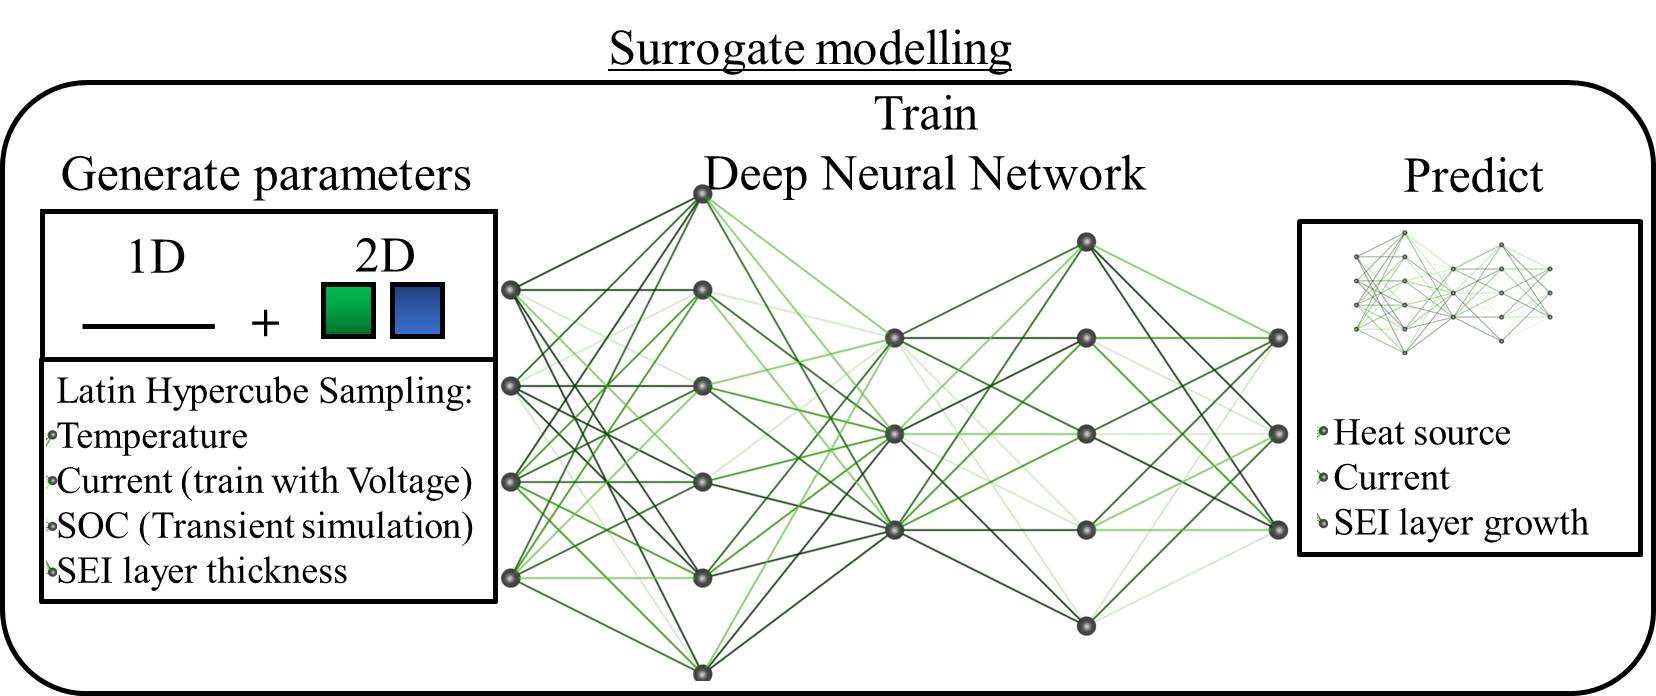 Surrogate modelling
Train
Deep Neural Network
Generate parameters
1D
+
2D
Latin Hypercube Sampling:
Temperature
Current (train with Voltage)
SOC (Transient simulation)
SEI layer thickness
Predict
Heat source
Current
SEI layer growth